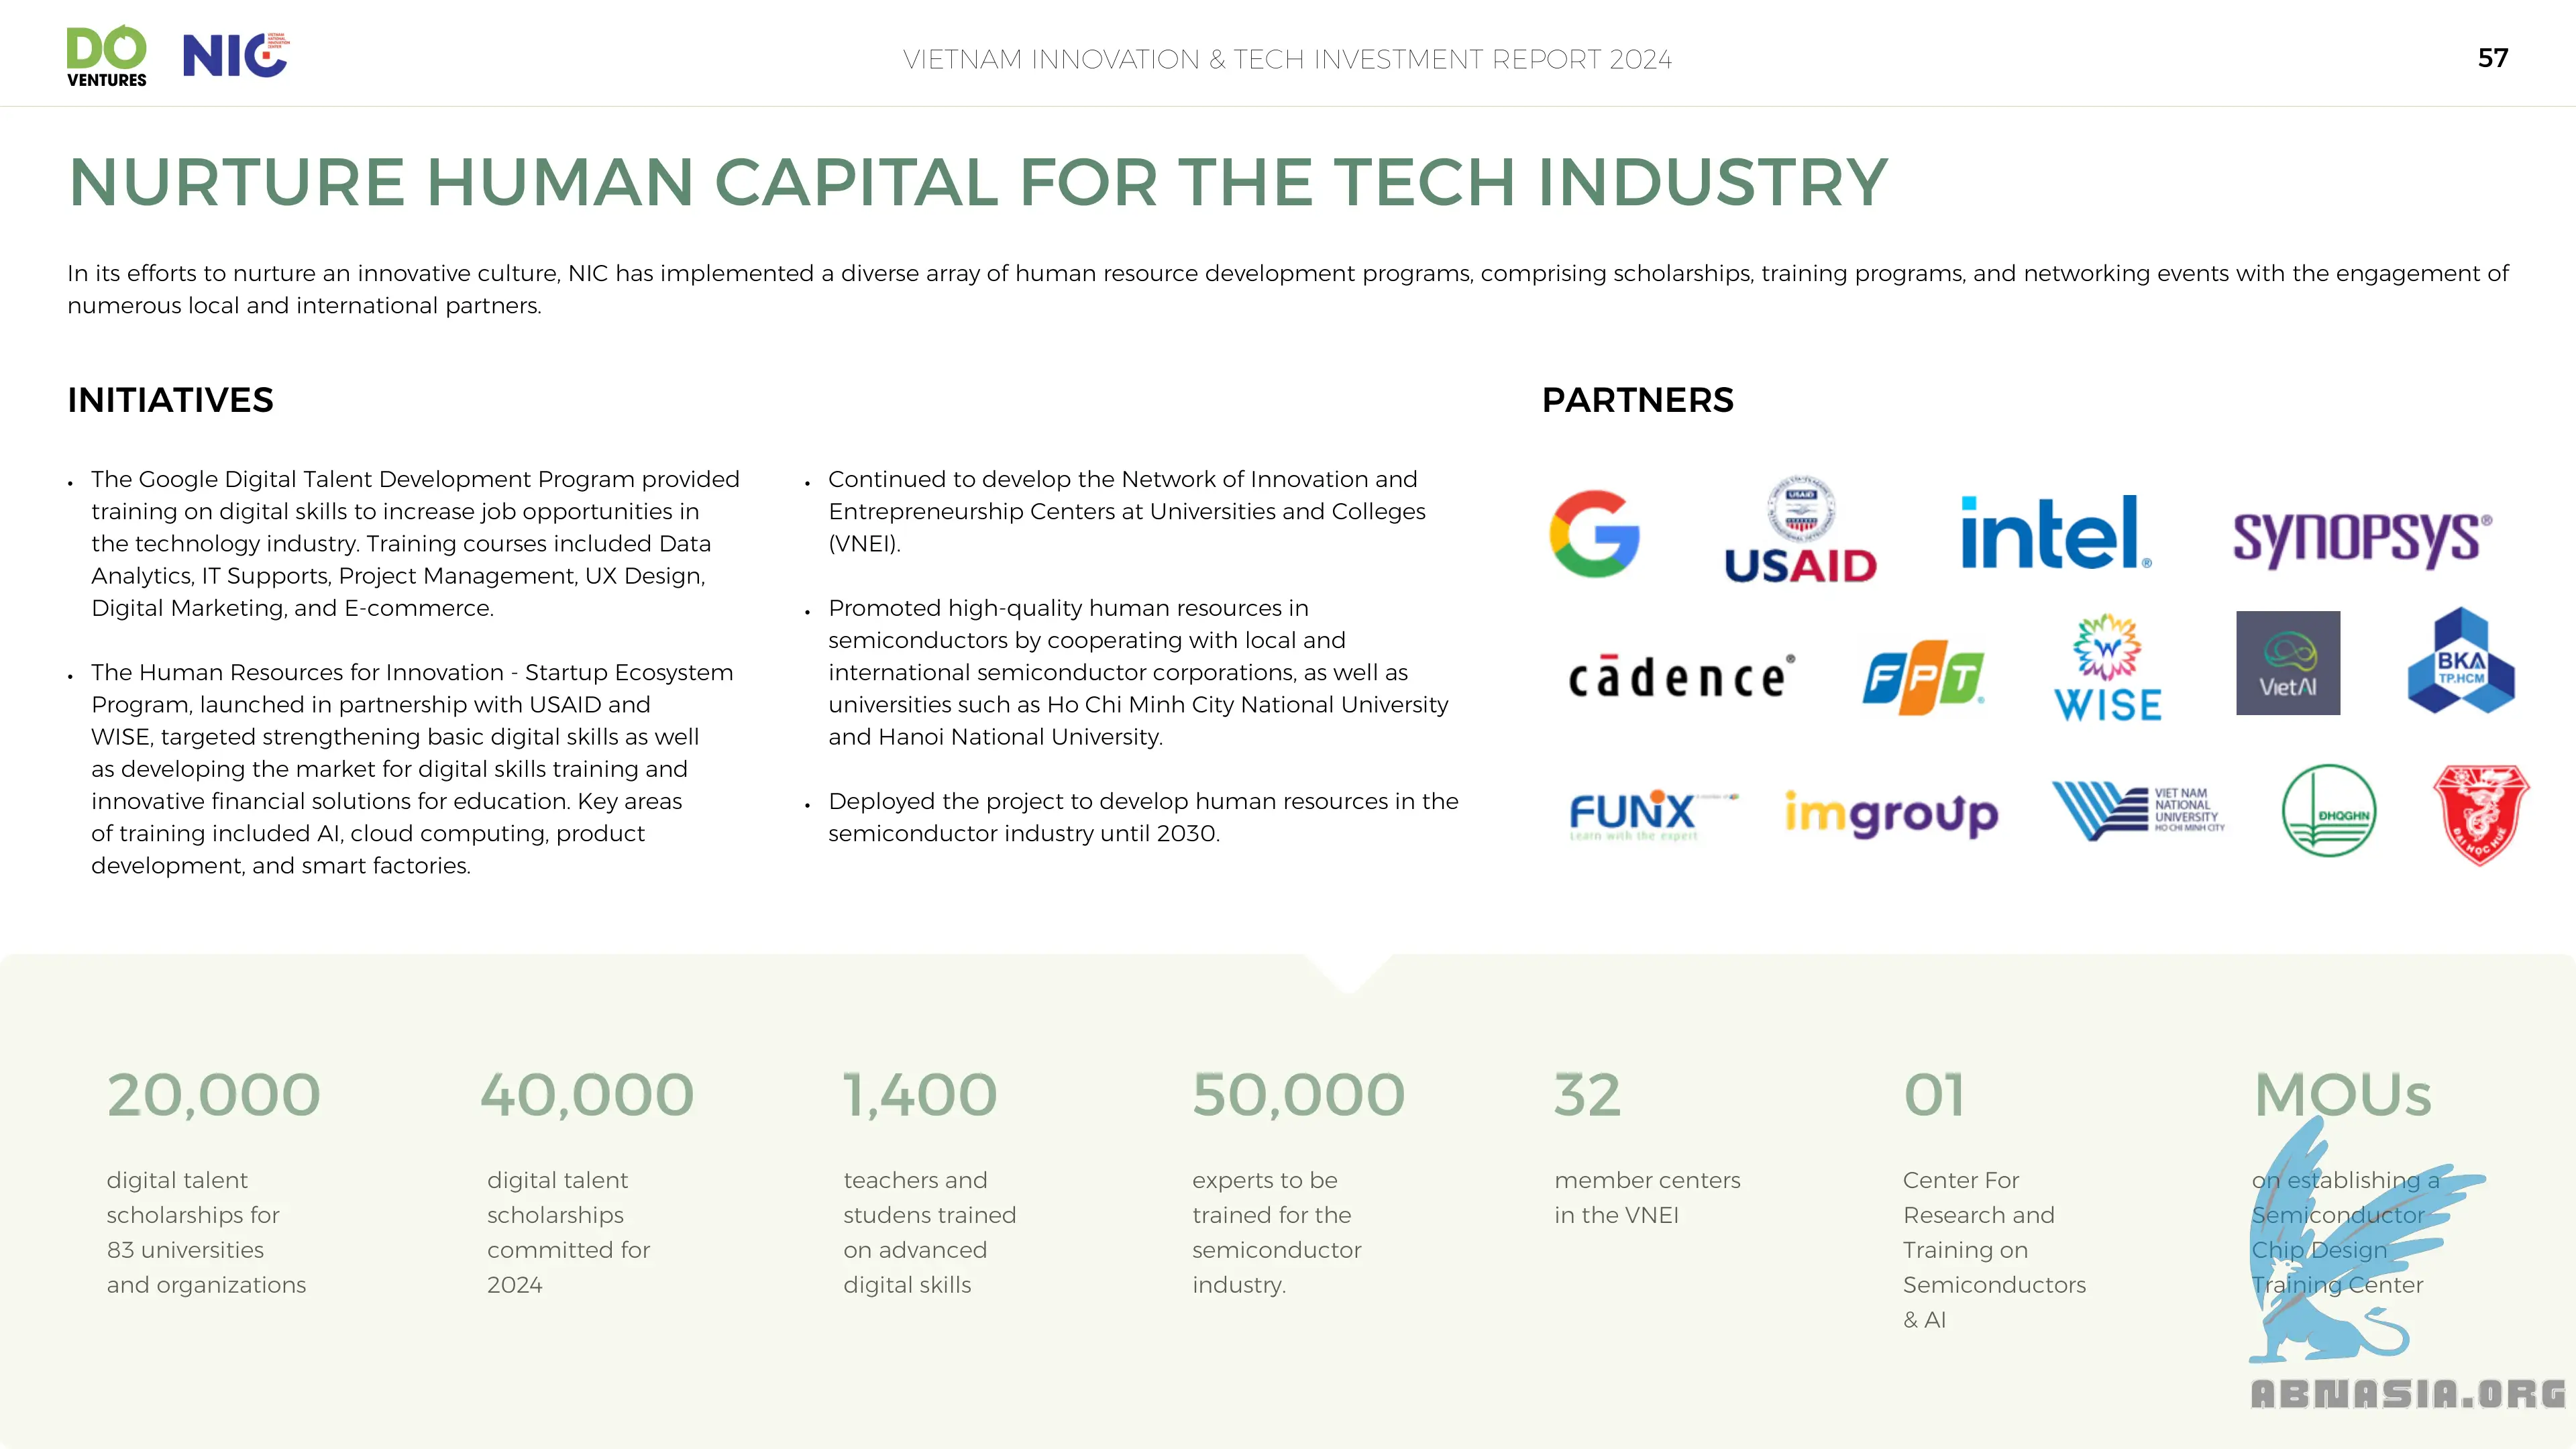 DO
VENTURES
NIC
VIETNAM
NATIONAL
INNOVATION
CENTER
VIETNAM INNOVATION & TECH INVESTMENT REPORT 2024
57
NURTURE HUMAN CAPITAL FOR THE TECH INDUSTRY
In its efforts to nurture an innovative culture, NIC has implemented a diverse array of human resource development programs, comprising scholarships, training programs, and networking events with the engagement of
numerous local and international partners.
INITIATIVES
• The Google Digital Talent Development Program provided
training on digital skills to increase job opportunities in
the technology industry. Training courses included Data
Analytics, IT Supports, Project Management, UX Design,
Digital Marketing, and E-commerce.
• The Human Resources for Innovation - Startup Ecosystem
Program, launched in partnership with USAID and
WISE, targeted strengthening basic digital skills as well
as developing the market for digital skills training and
innovative financial solutions for education. Key areas
of training included AI, cloud computing, product
development, and smart factories.
• Continued to develop the Network of Innovation and
Entrepreneurship Centers at Universities and Colleges
(VNEI).
• Promoted high-quality human resources in
semiconductors by cooperating with local and
international semiconductor corporations, as well as
universities such as Ho Chi Minh City National University
and Hanoi National University.
• Deployed the project to develop human resources in the
semiconductor industry until 2030.
PARTNERS
G
USAID
USAID
intel®
SYNOPSYS®
cādence®
FPT®
W
WISE
VietAI
BKA
TP.HCM
FUNiX
Learn with the expert
imgroup
VIET NAM
NATIONAL
UNIVERSITY
HO CHI MINH CITY
ĐHQGHN
ĐẠI HỌC HUẾ
20,000
digital talent
scholarships for
83 universities
and organizations
40,000
digital talent
scholarships
committed for
2024
1,400
teachers and
studens trained
on advanced
digital skills
50,000
experts to be
trained for the
semiconductor
industry.
32
member centers
in the VNEI
01
Center For
Research and
Training on
Semiconductors
& AI
MOUs
on establishing a
Semiconductor
Chip Design
Training Center
ABNASIA.ORG